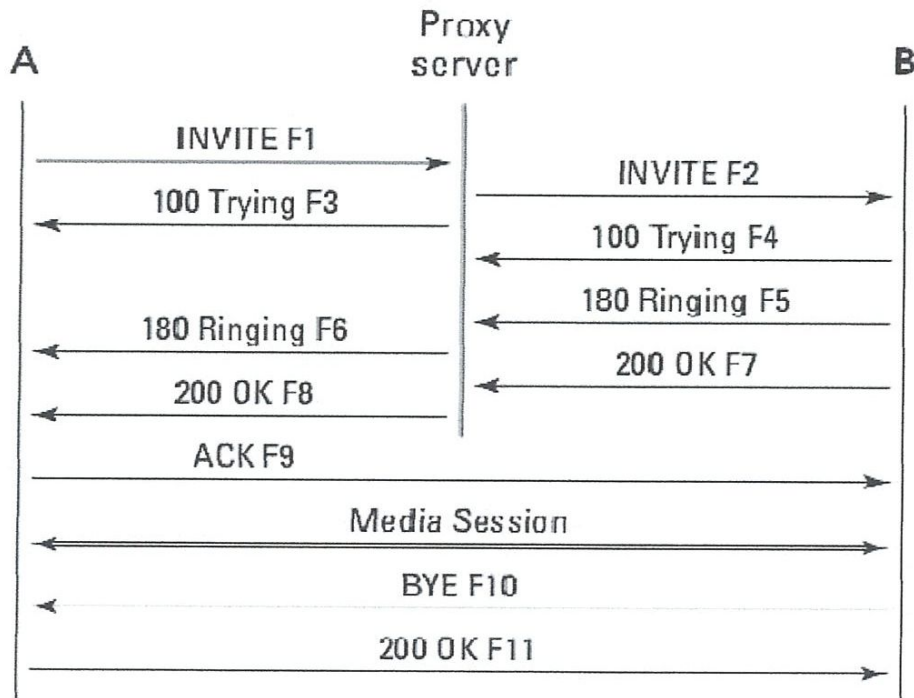 Proxy
server
A
B
INVITE F1
INVITE F2
100 Trying F3
100 Trying F4
180 Ringing F5
180 Ringing F6
200 OK F7
200 OK F8
ACK F9
Media Session
BYE F10
200 OK F11